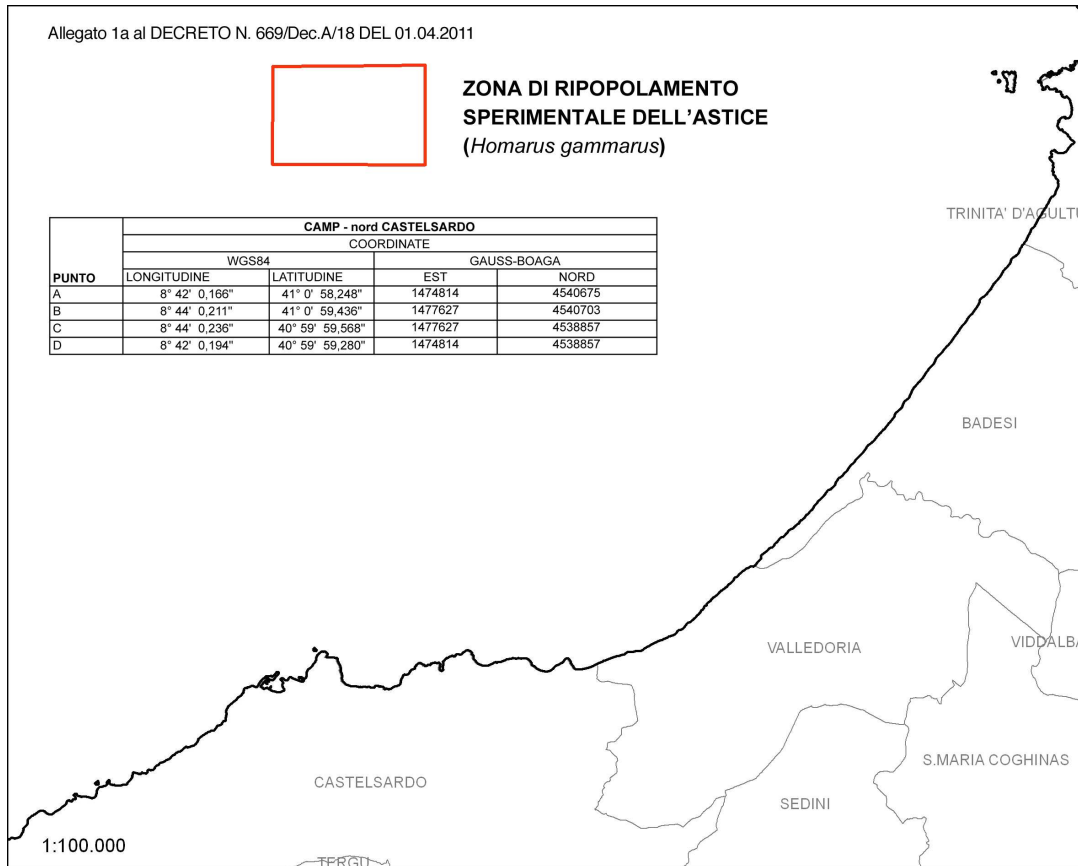 Allegato 1a al DECRETO N. 669/Dec.A/18 DEL 01.04.2011
ZONA DI RIPOPOLAMENTO
SPERIMENTALE DELL'ASTICE
(Homarus gammarus)
CAMP - nord CASTELSARDO
COORDINATE
WGS84 GAUSS-BOAGA
PUNTO LONGITUDINE LATITUDINE EST NORD
A 8° 42' 0,166" 41° 0' 58,248" 1474814 4540675
B 8° 44' 0,211" 41° 0' 59,436" 1477627 4540703
C 8° 44' 0,236" 40° 59' 59,568" 1477627 4538857
D 8° 42' 0,194" 40° 59' 59,280" 1474814 4538857
TRINITA' D'AGULTU
BADESI
VALLEDORIA
VIDDALBA
S.MARIA COGHINAS
CASTELSARDO
SEDINI
1:100.000
TERGU